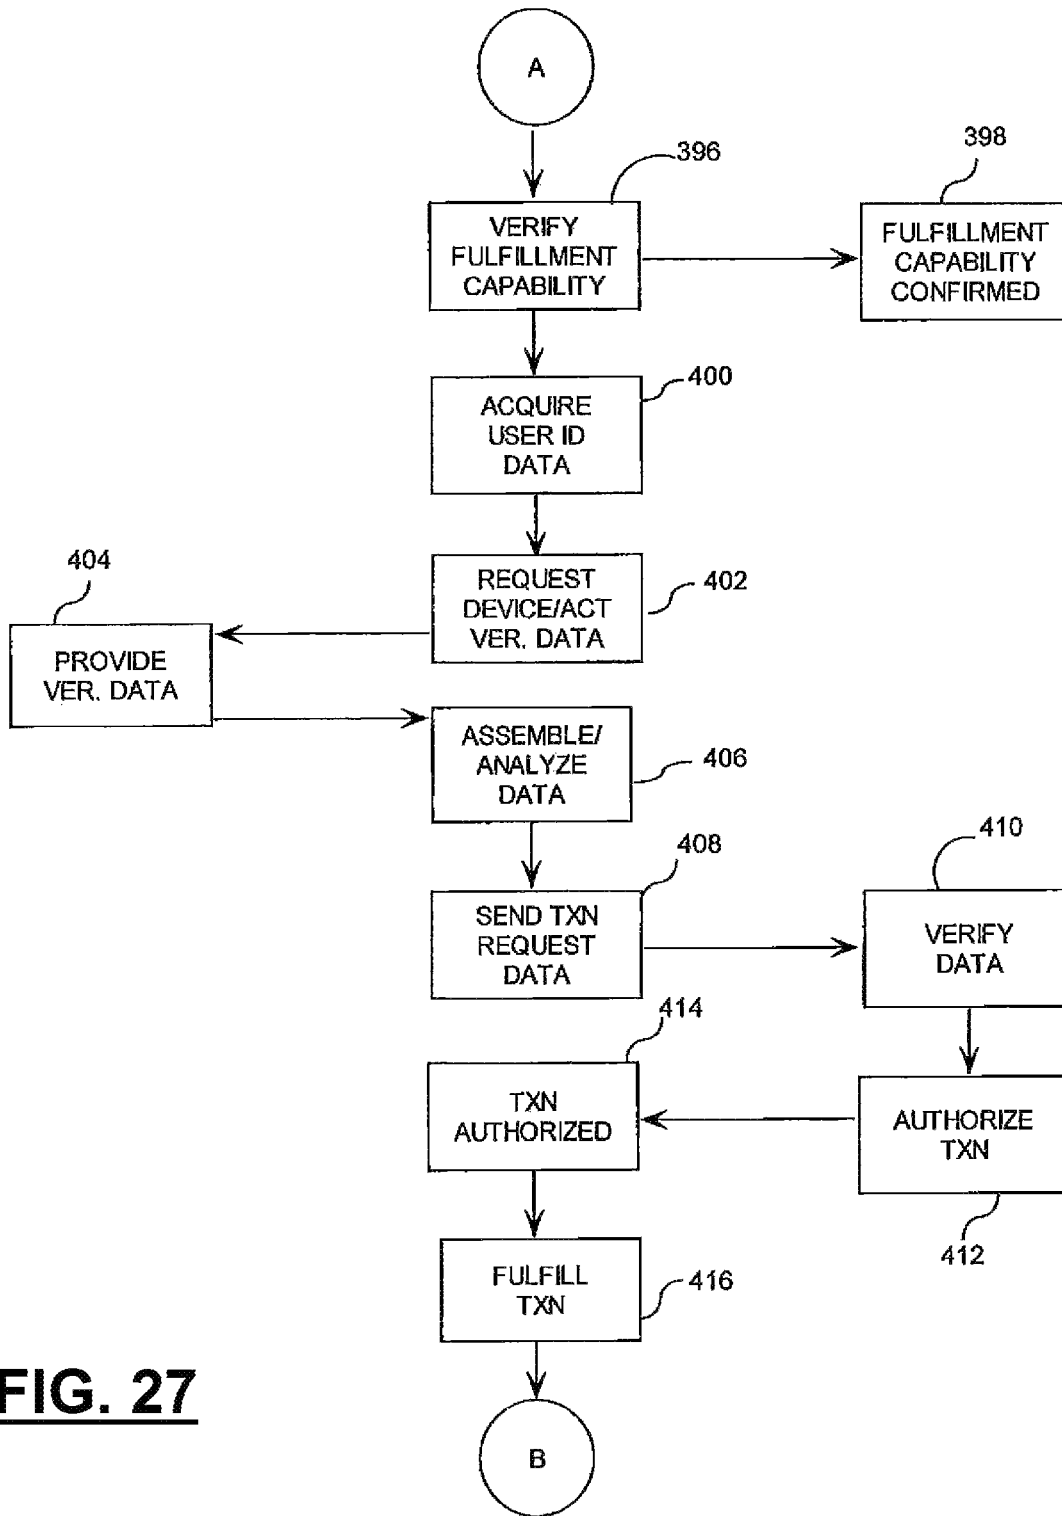 A
396
398
VERIFY
FULFILLMENT
CAPABILITY
FULFILLMENT
CAPABILITY
CONFIRMED
400
ACQUIRE
USER ID
DATA
404
REQUEST
DEVICE/ACT
VER. DATA
402
PROVIDE
VER. DATA
ASSEMBLE/
ANALYZE
DATA
406
408
410
SEND TXN
REQUEST
DATA
VERIFY
DATA
414
TXN
AUTHORIZED
AUTHORIZE
TXN
412
FULFILL
TXN
416
FIG. 27
B